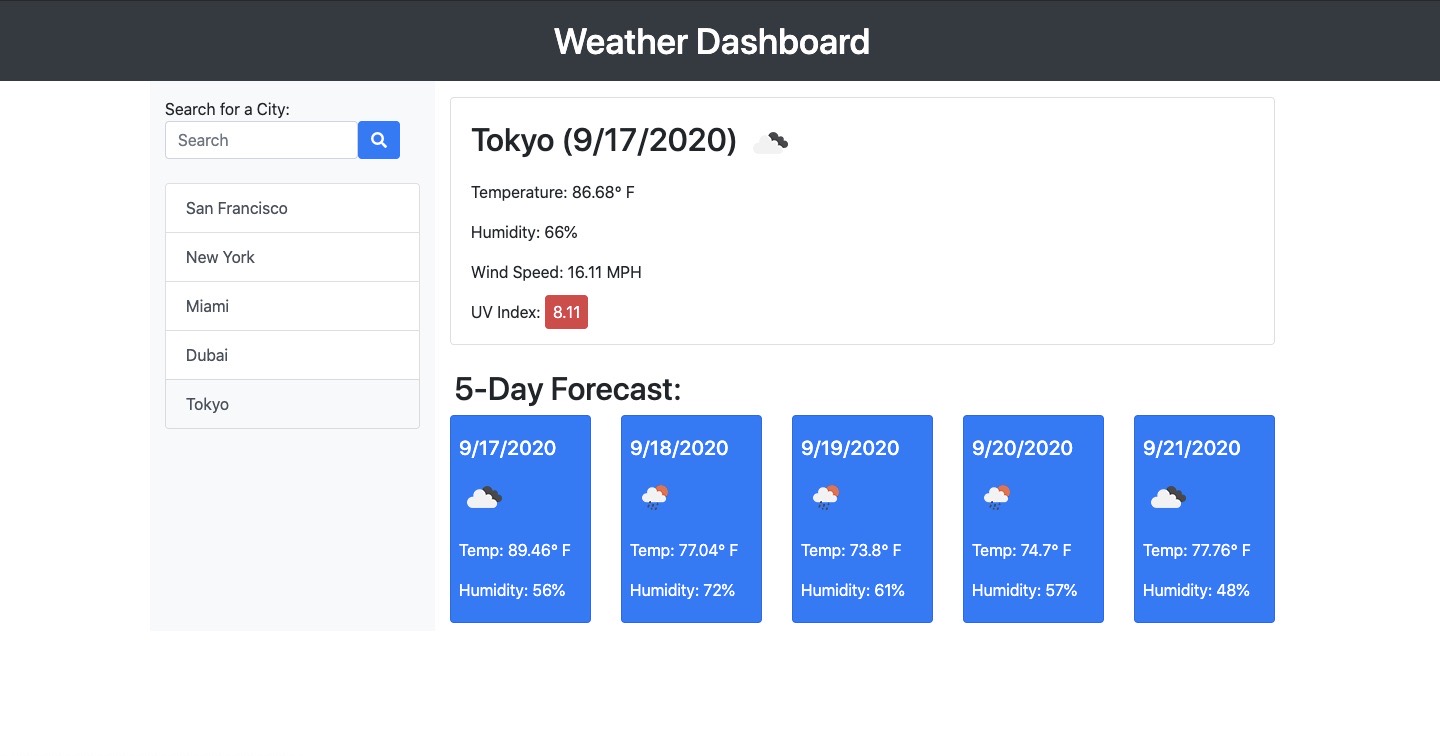 Weather Dashboard
Search for a City:
Search
San Francisco
New York
Miami
Dubai
Tokyo
Tokyo (9/17/2020)
Temperature: 86.68° F
Humidity: 66%
Wind Speed: 16.11 MPH
UV Index: 8.11
5-Day Forecast:
9/17/2020
Temp: 89.46° F
Humidity: 56%
9/18/2020
Temp: 77.04° F
Humidity: 72%
9/19/2020
Temp: 73.8° F
Humidity: 61%
9/20/2020
Temp: 74.7° F
Humidity: 57%
9/21/2020
Temp: 77.76° F
Humidity: 48%